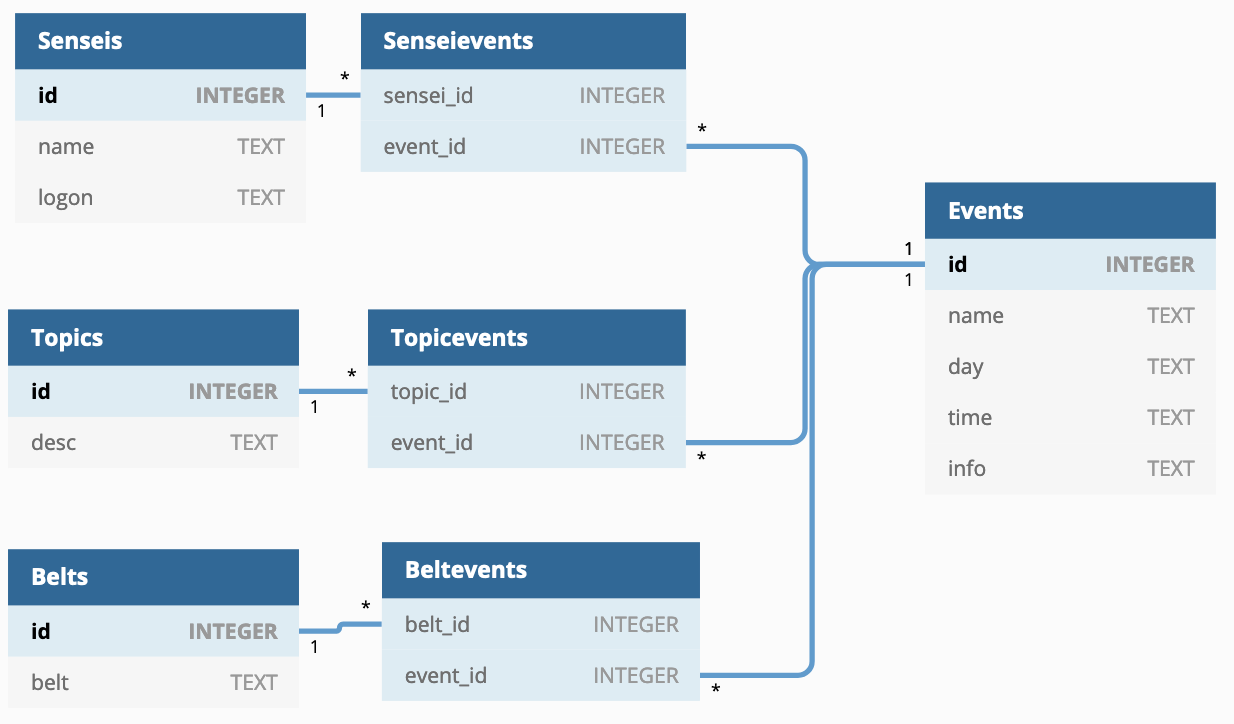 Senseis
id INTEGER
name TEXT
logon TEXT
1
*
Senseievents
sensei_id INTEGER
event_id INTEGER
*
Topics
id INTEGER
desc TEXT
1
*
Topicevents
topic_id INTEGER
event_id INTEGER
*
Belts
id INTEGER
belt TEXT
1
*
Beltevents
belt_id INTEGER
event_id INTEGER
*
1
1
Events
id INTEGER
name TEXT
day TEXT
time TEXT
info TEXT